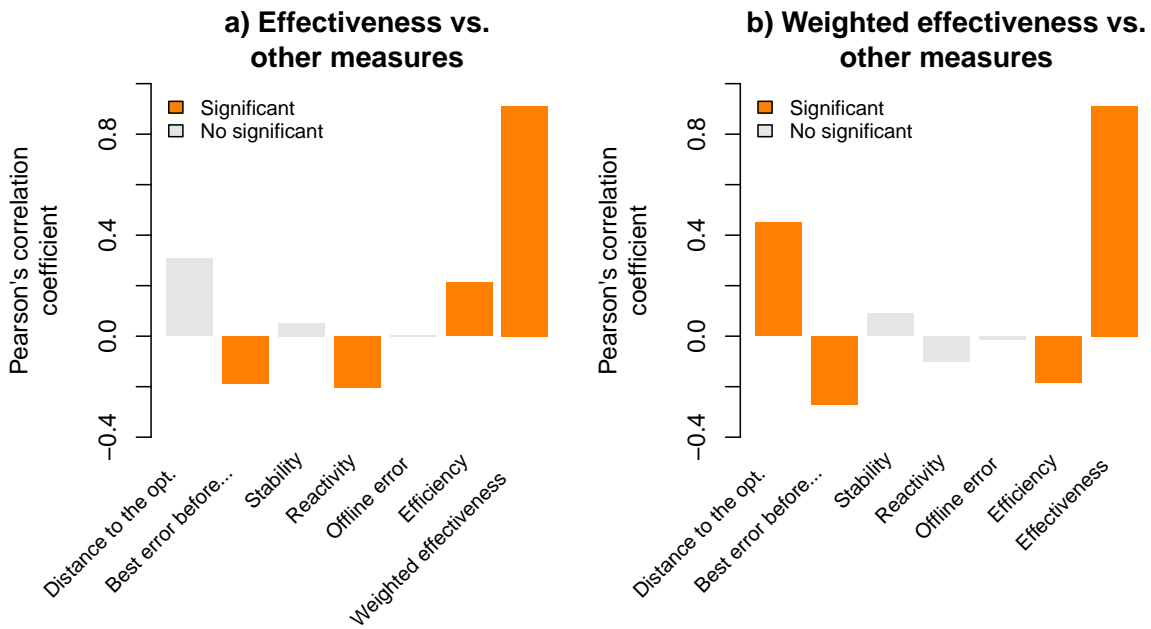 a) Effectiveness vs.
other measures
Significant
No significant
Pearson's correlation
coefficient
0.8
0.4
0.0
−0.4
Distance to the opt.
Best error before...
Stability
Reactivity
Offline error
Efficiency
Weighted effectiveness
b) Weighted effectiveness vs.
other measures
Significant
No significant
Pearson's correlation
coefficient
0.8
0.4
0.0
−0.4
Distance to the opt.
Best error before...
Stability
Reactivity
Offline error
Efficiency
Effectiveness